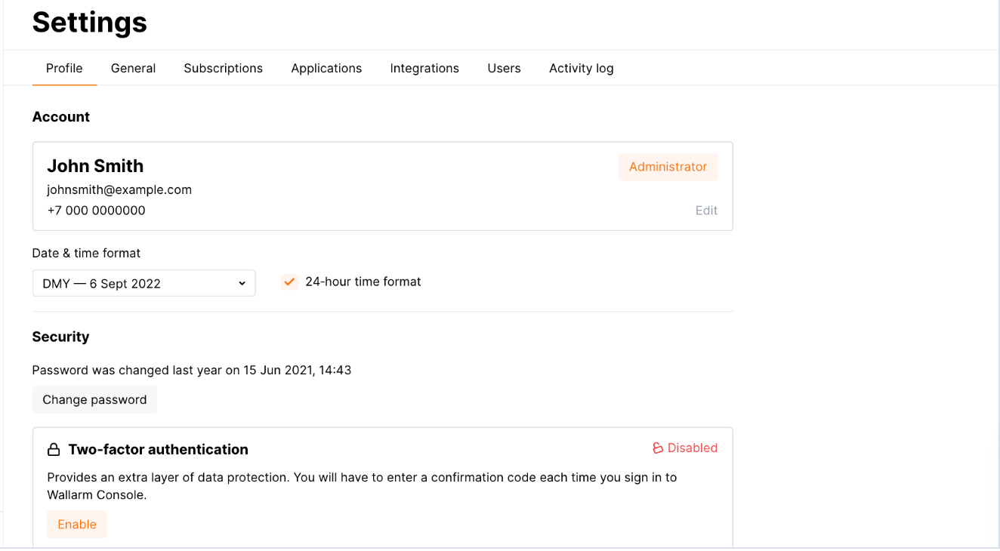 Settings
Profile General Subscriptions Applications Integrations Users Activity log
Account
John Smith
Administrator
johnsmith@example.com
+7 000 0000000
Edit
Date & time format
DMY — 6 Sept 2022
24-hour time format
Security
Password was changed last year on 15 Jun 2021, 14:43
Change password
Two-factor authentication
Disabled
Provides an extra layer of data protection. You will have to enter a confirmation code each time you sign in to
Wallarm Console.
Enable